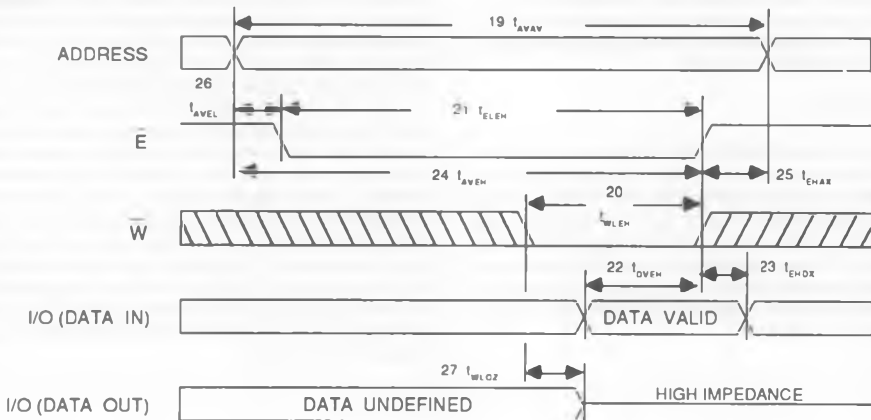 19 tAVAV
ADDRESS
26
tAVEL
21 tELEH
E
24 tAVEH
25 tEHAX
20
W
tWLEH
22 tDVEH
23 tEHDX
I/O (DATA IN)
DATA VALID
27 tWLQZ
I/O (DATA OUT)
DATA UNDEFINED
HIGH IMPEDANCE